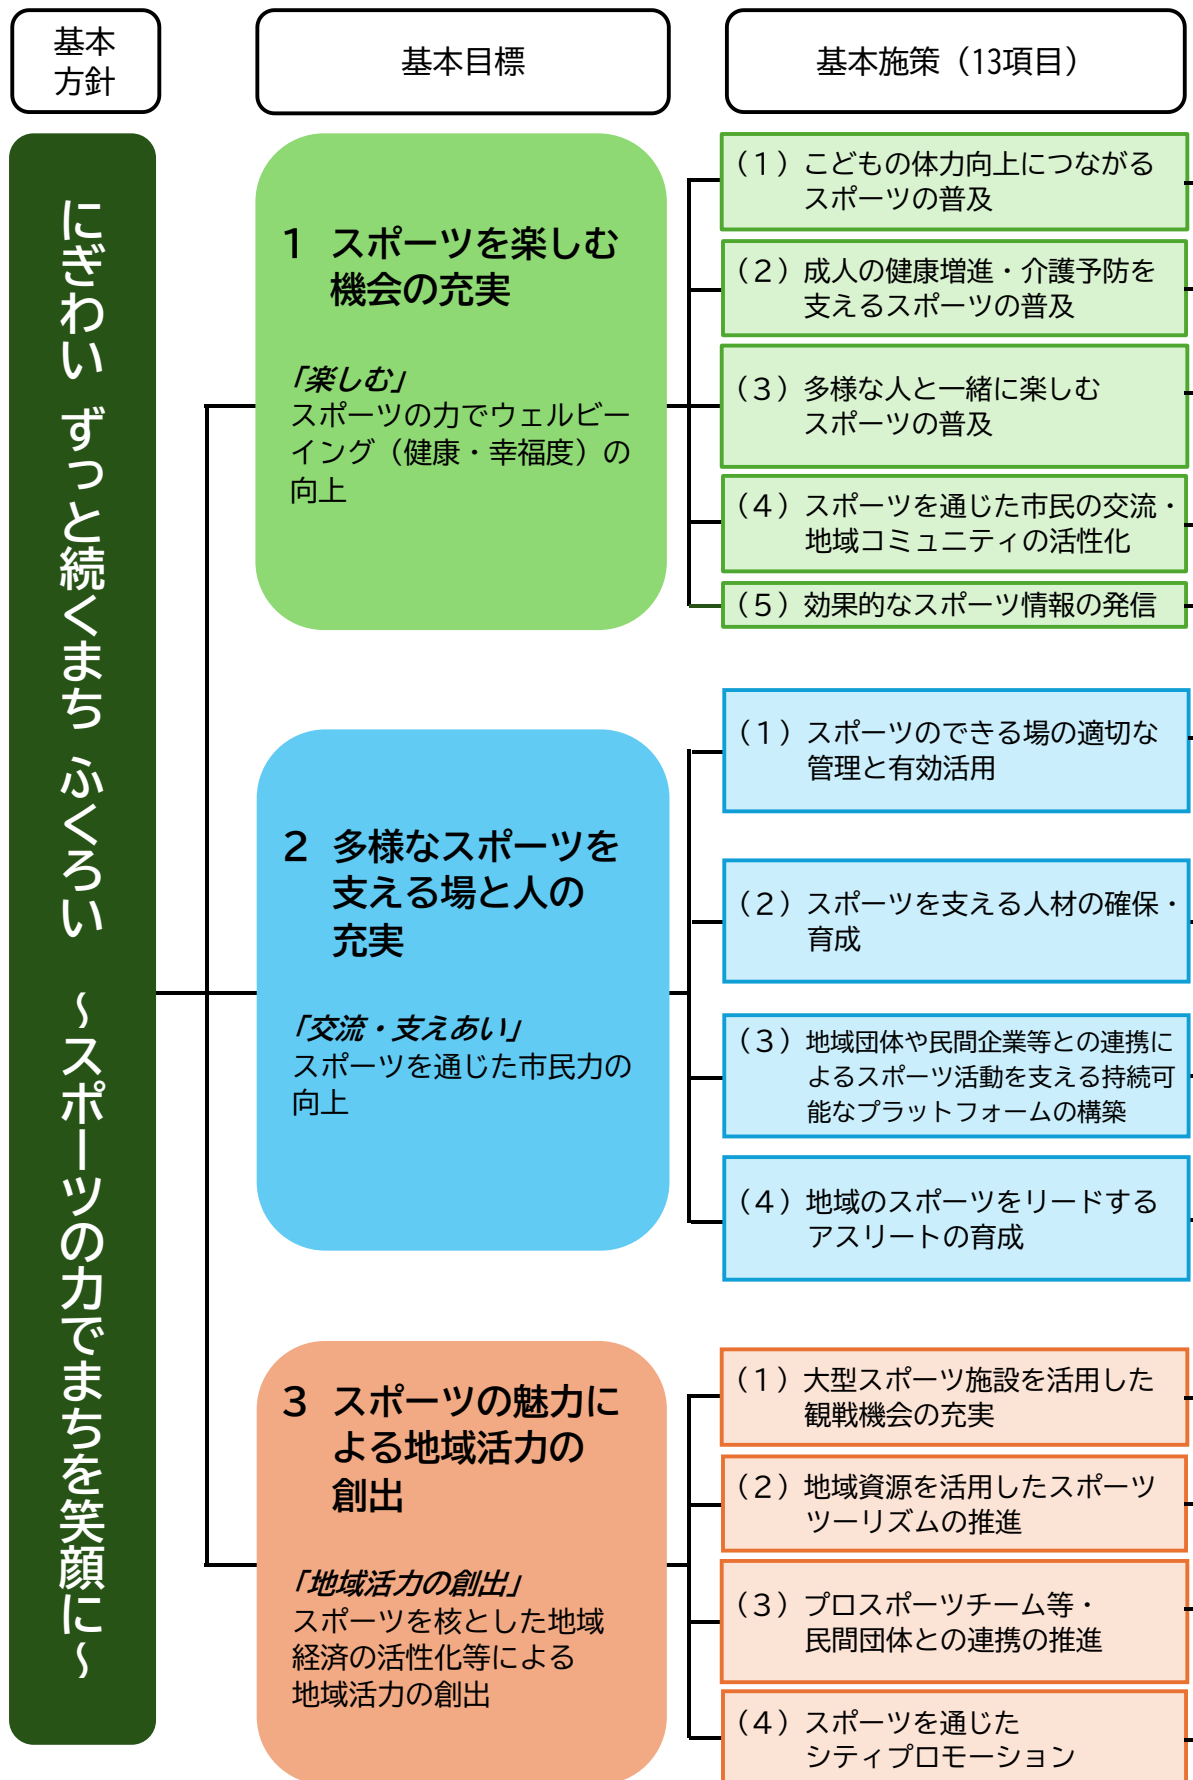 基本
方針
基本目標
基本施策（13項目）
にぎわい ずっと続くまち ふくろい ～スポーツの力でまちを笑顔に～
1 スポーツを楽しむ
機会の充実
「楽しむ」
スポーツの力でウェルビー
イング（健康・幸福度）の
向上
（１）こどもの体力向上につながる
スポーツの普及
（２）成人の健康増進・介護予防を
支えるスポーツの普及
（３）多様な人と一緒に楽しむ
スポーツの普及
（４）スポーツを通じた市民の交流・
地域コミュニティの活性化
（５）効果的なスポーツ情報の発信
2 多様なスポーツを
支える場と人の
充実
「交流・支えあい」
スポーツを通じた市民力の
向上
（１）スポーツのできる場の適切な
管理と有効活用
（２）スポーツを支える人材の確保・
育成
（３）地域団体や民間企業等との連携に
よるスポーツ活動を支える持続可
能なプラットフォームの構築
（４）地域のスポーツをリードする
アスリートの育成
3 スポーツの魅力に
よる地域活力の
創出
「地域活力の創出」
スポーツを核とした地域
経済の活性化等による
地域活力の創出
（１）大型スポーツ施設を活用した
観戦機会の充実
（２）地域資源を活用したスポーツ
ツーリズムの推進
（３）プロスポーツチーム等・
民間団体との連携の推進
（４）スポーツを通じた
シティプロモーション